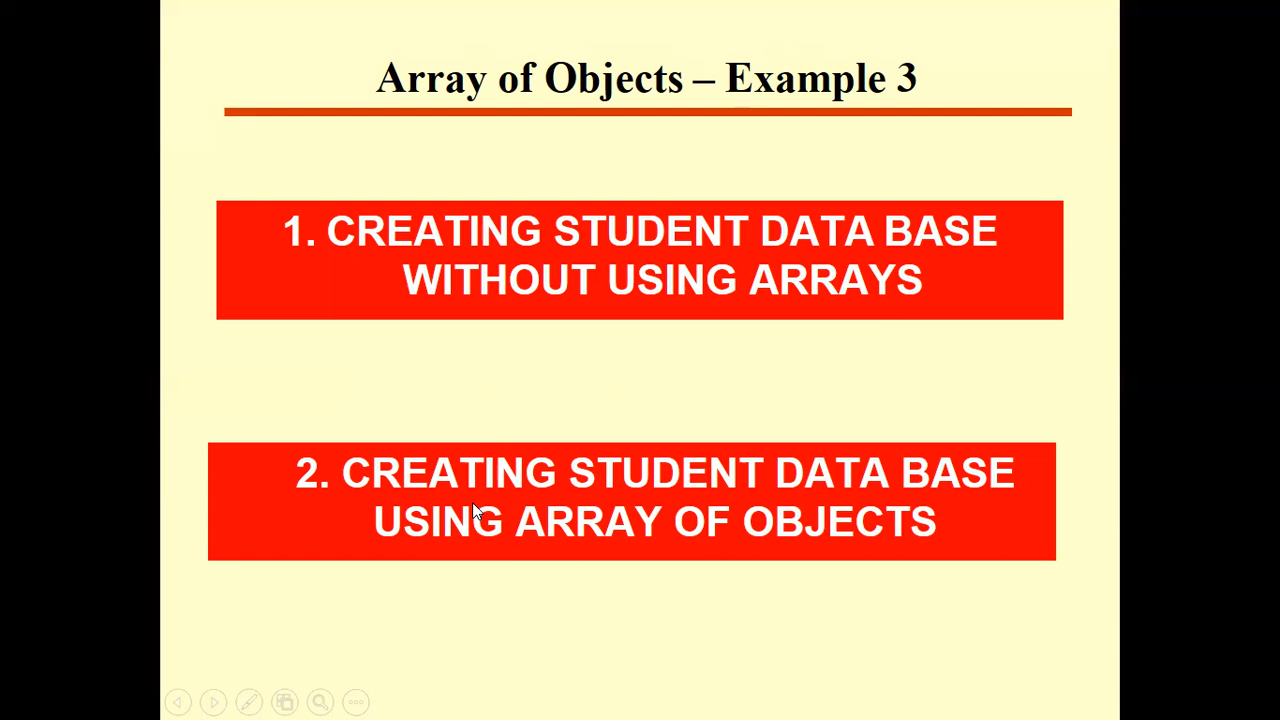 Array of Objects – Example 3
1. CREATING STUDENT DATA BASE
WITHOUT USING ARRAYS
2. CREATING STUDENT DATA BASE
USING ARRAY OF OBJECTS